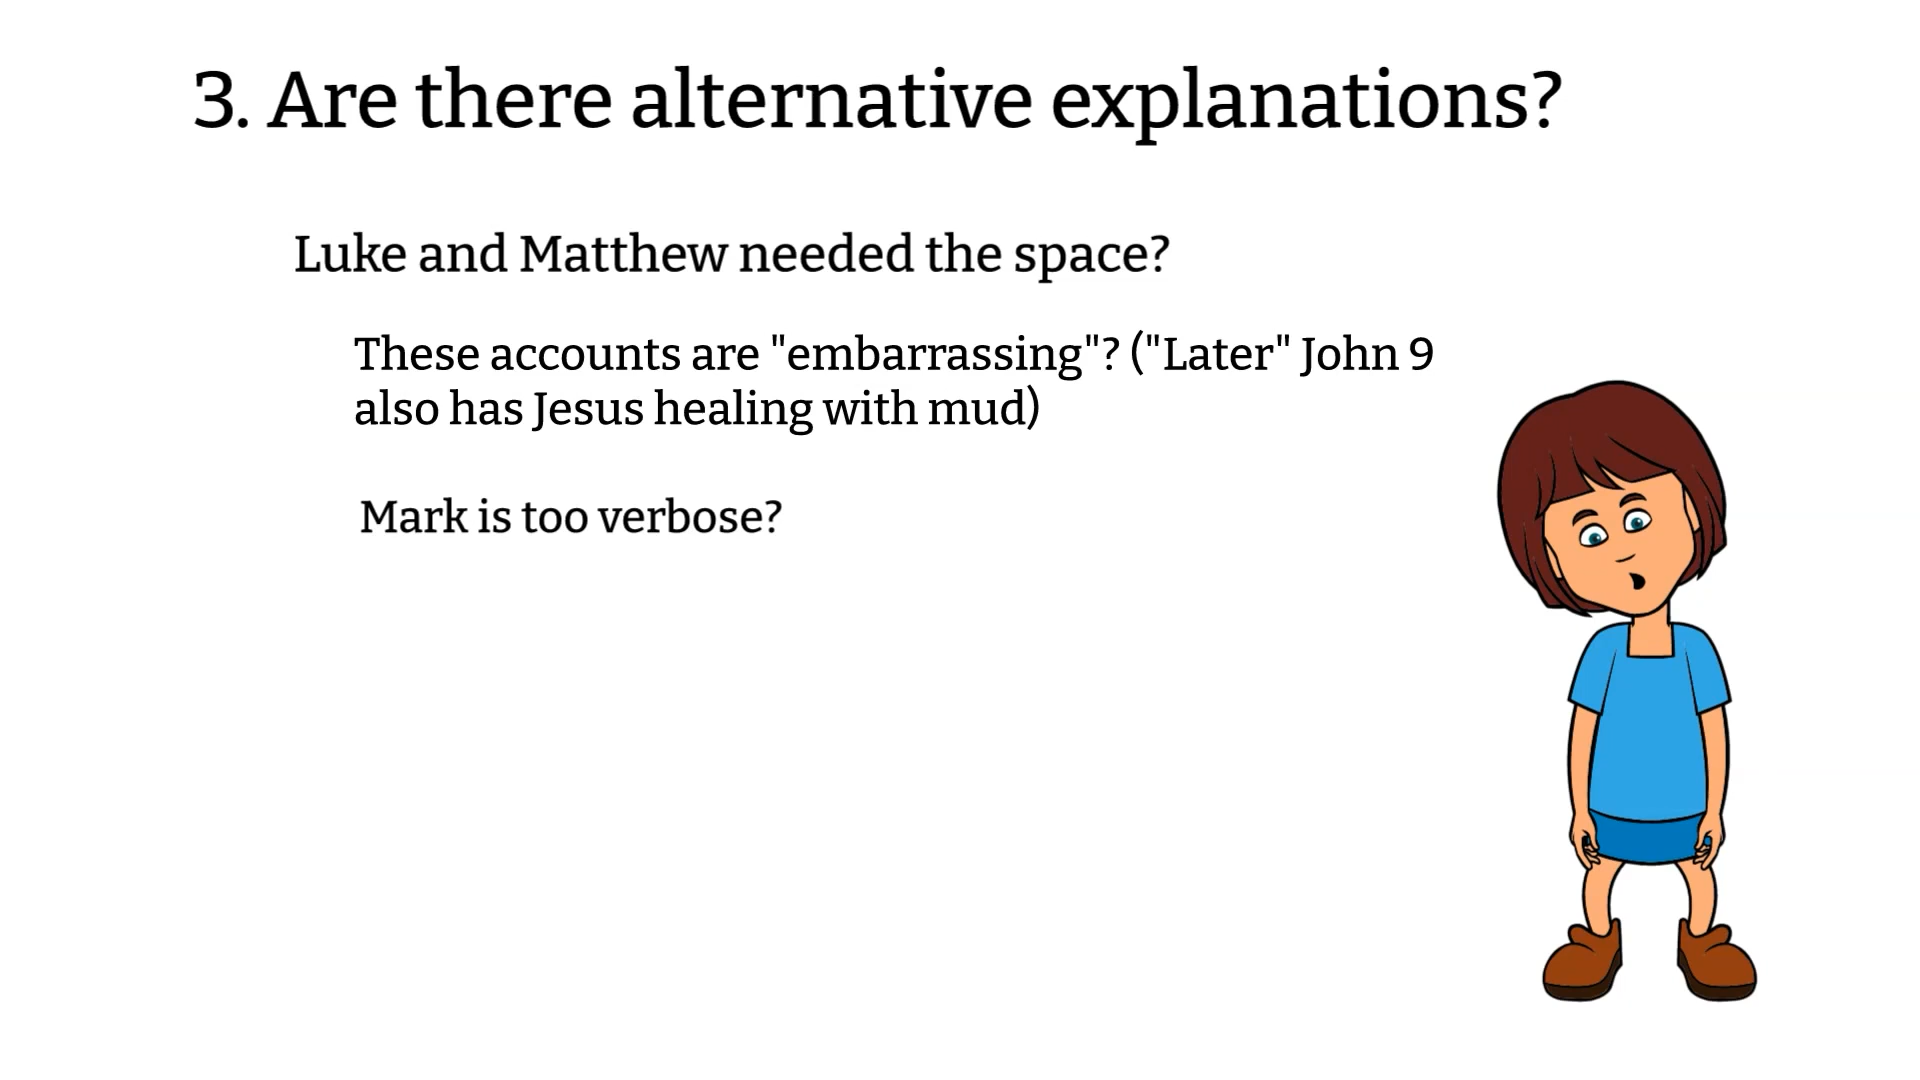 3. Are there alternative explanations?
Luke and Matthew needed the space?
These accounts are "embarrassing"? ("Later" John 9
also has Jesus healing with mud)
Mark is too verbose?